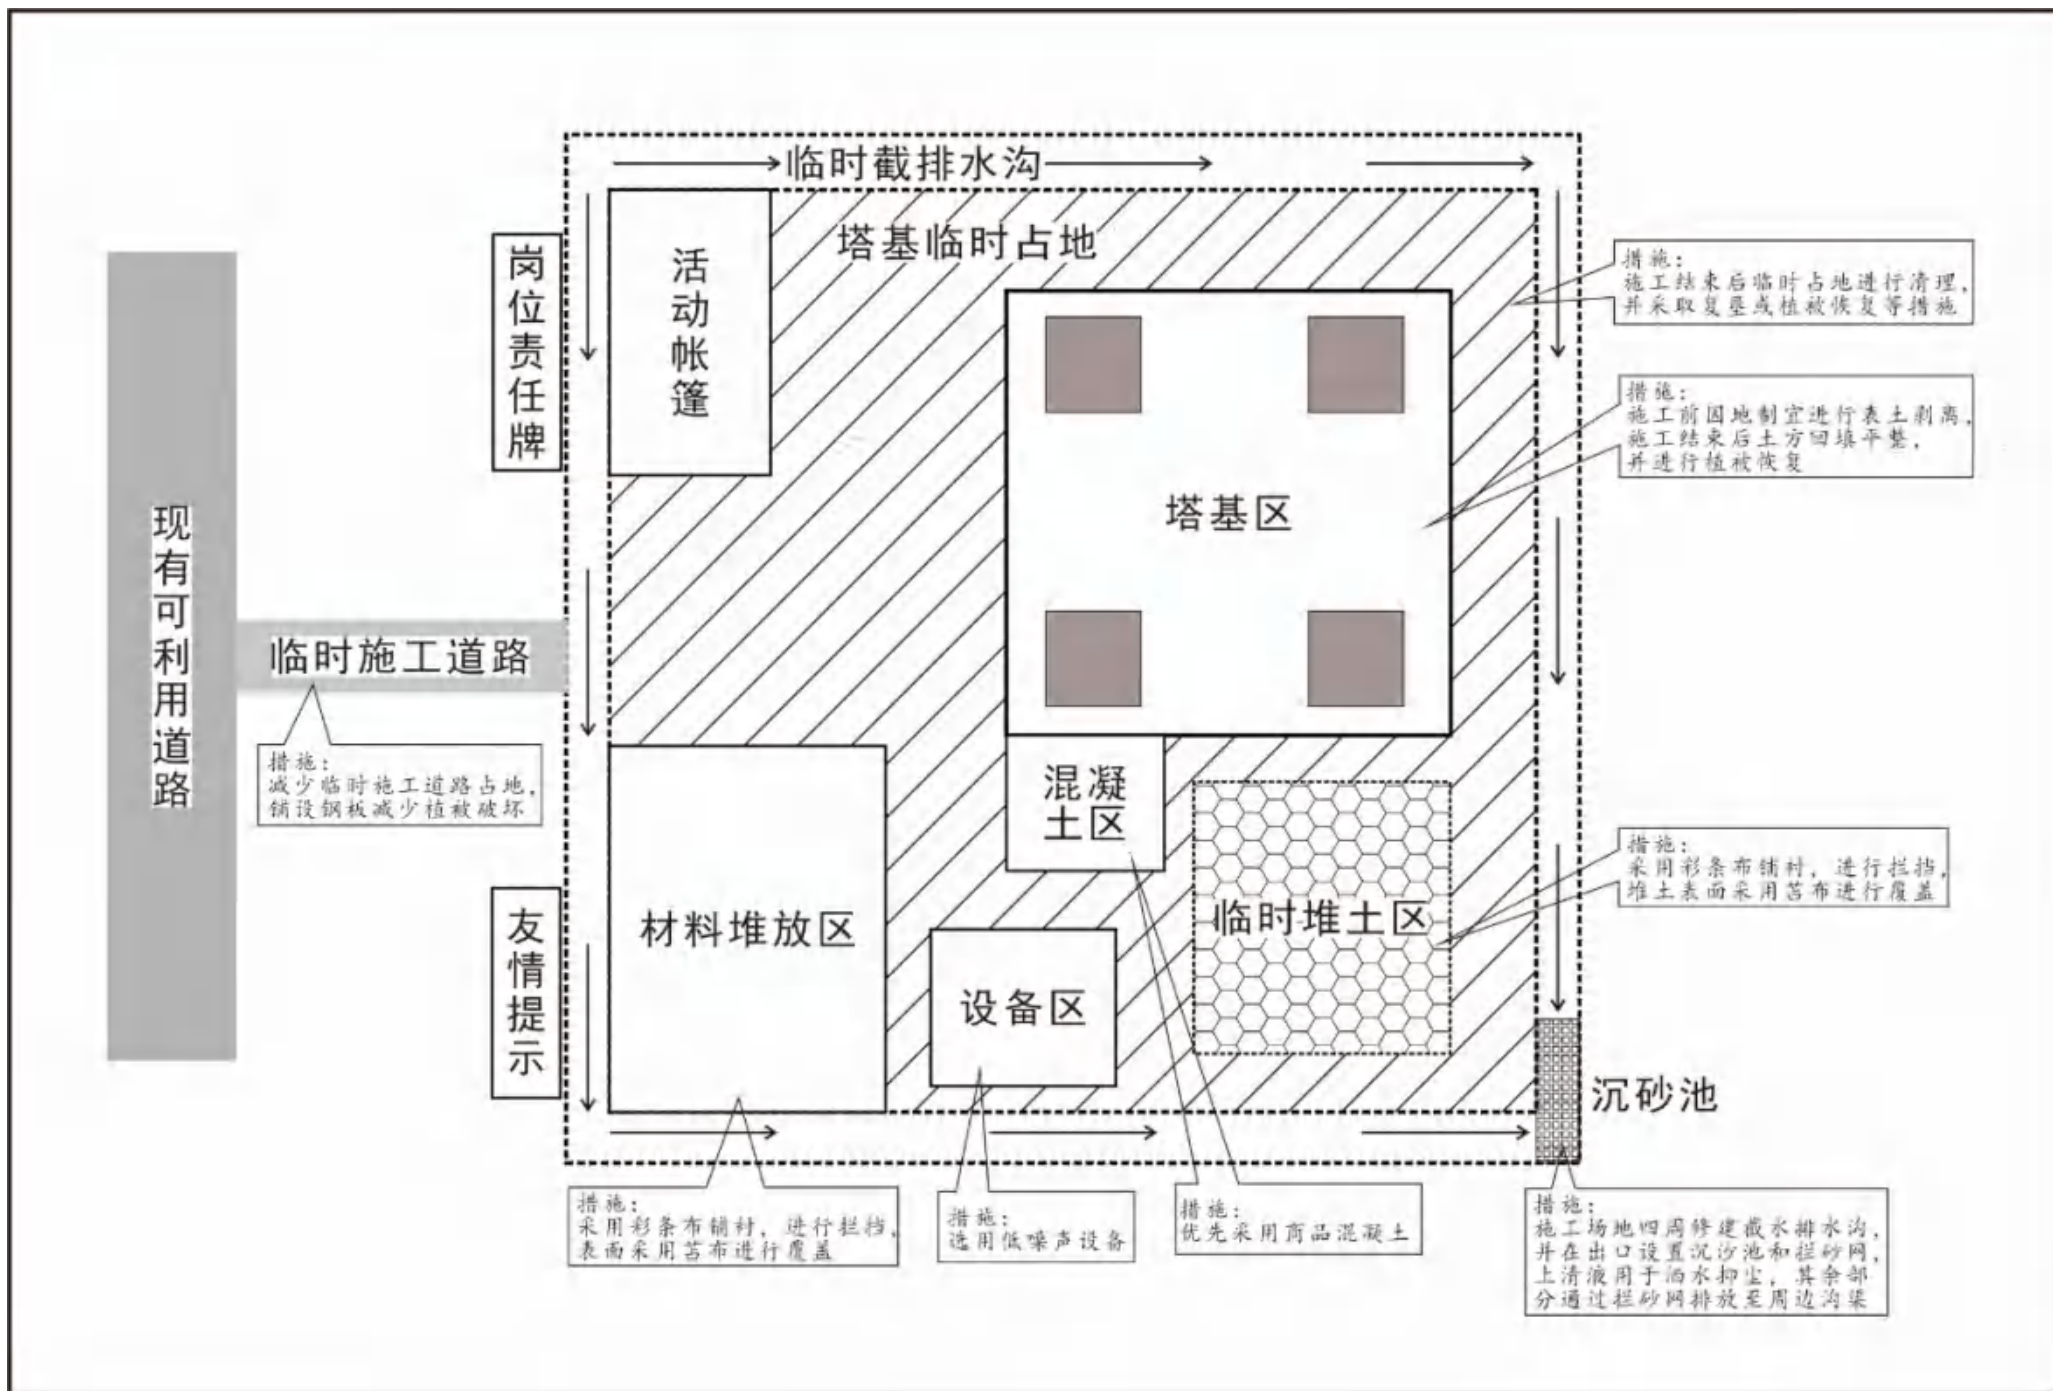 临时截排水沟
塔基临时占地
岗位责任牌
活动帐篷
措施：
施工结束后临时占地进行清理，
并采取复垦或植被恢复等措施
措施：
施工前因地制宜进行表土剥离，
施工结束后土方回填平整，
并进行植被恢复
塔基区
现有可利用道路
临时施工道路
措施：
减少临时施工道路占地，
铺设钢板减少植被破坏
混凝
土区
措施：
采用彩条布铺衬，进行拦挡，
堆土表面采用苫布进行覆盖
友情提示
材料堆放区
临时堆土区
设备区
沉砂池
措施：
采用彩条布铺衬，进行拦挡，
表面采用苫布进行覆盖
措施：
选用低噪声设备
措施：
优先采用商品混凝土
措施：
施工场地四周修建截水排水沟，
并在出口设置沉沙池和拦砂网，
上清液用于洒水抑尘，其余部
分通过拦砂网排放至周边沟渠